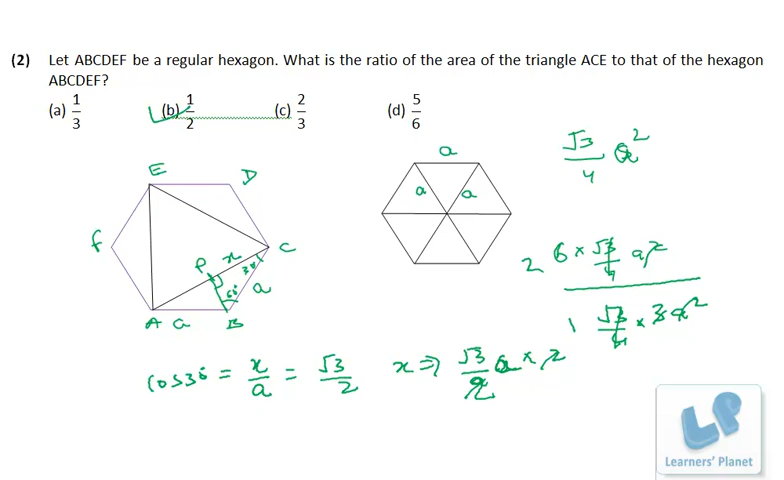 (2) Let ABCDEF be a regular hexagon. What is the ratio of the area of the triangle ACE to that of the hexagon
ABCDEF?
(a) 1/3 (b) 1/2 (c) 2/3 (d) 5/6
√3/4 a²
E D
a
a a
F C
P x 30
60 a
A a B
2 6 × √3/4 a²
1 √3/4 × 3a²
cos30° = x/a = √3/2 x ⇒ √3/2 a × 2
LP
Learners' Planet